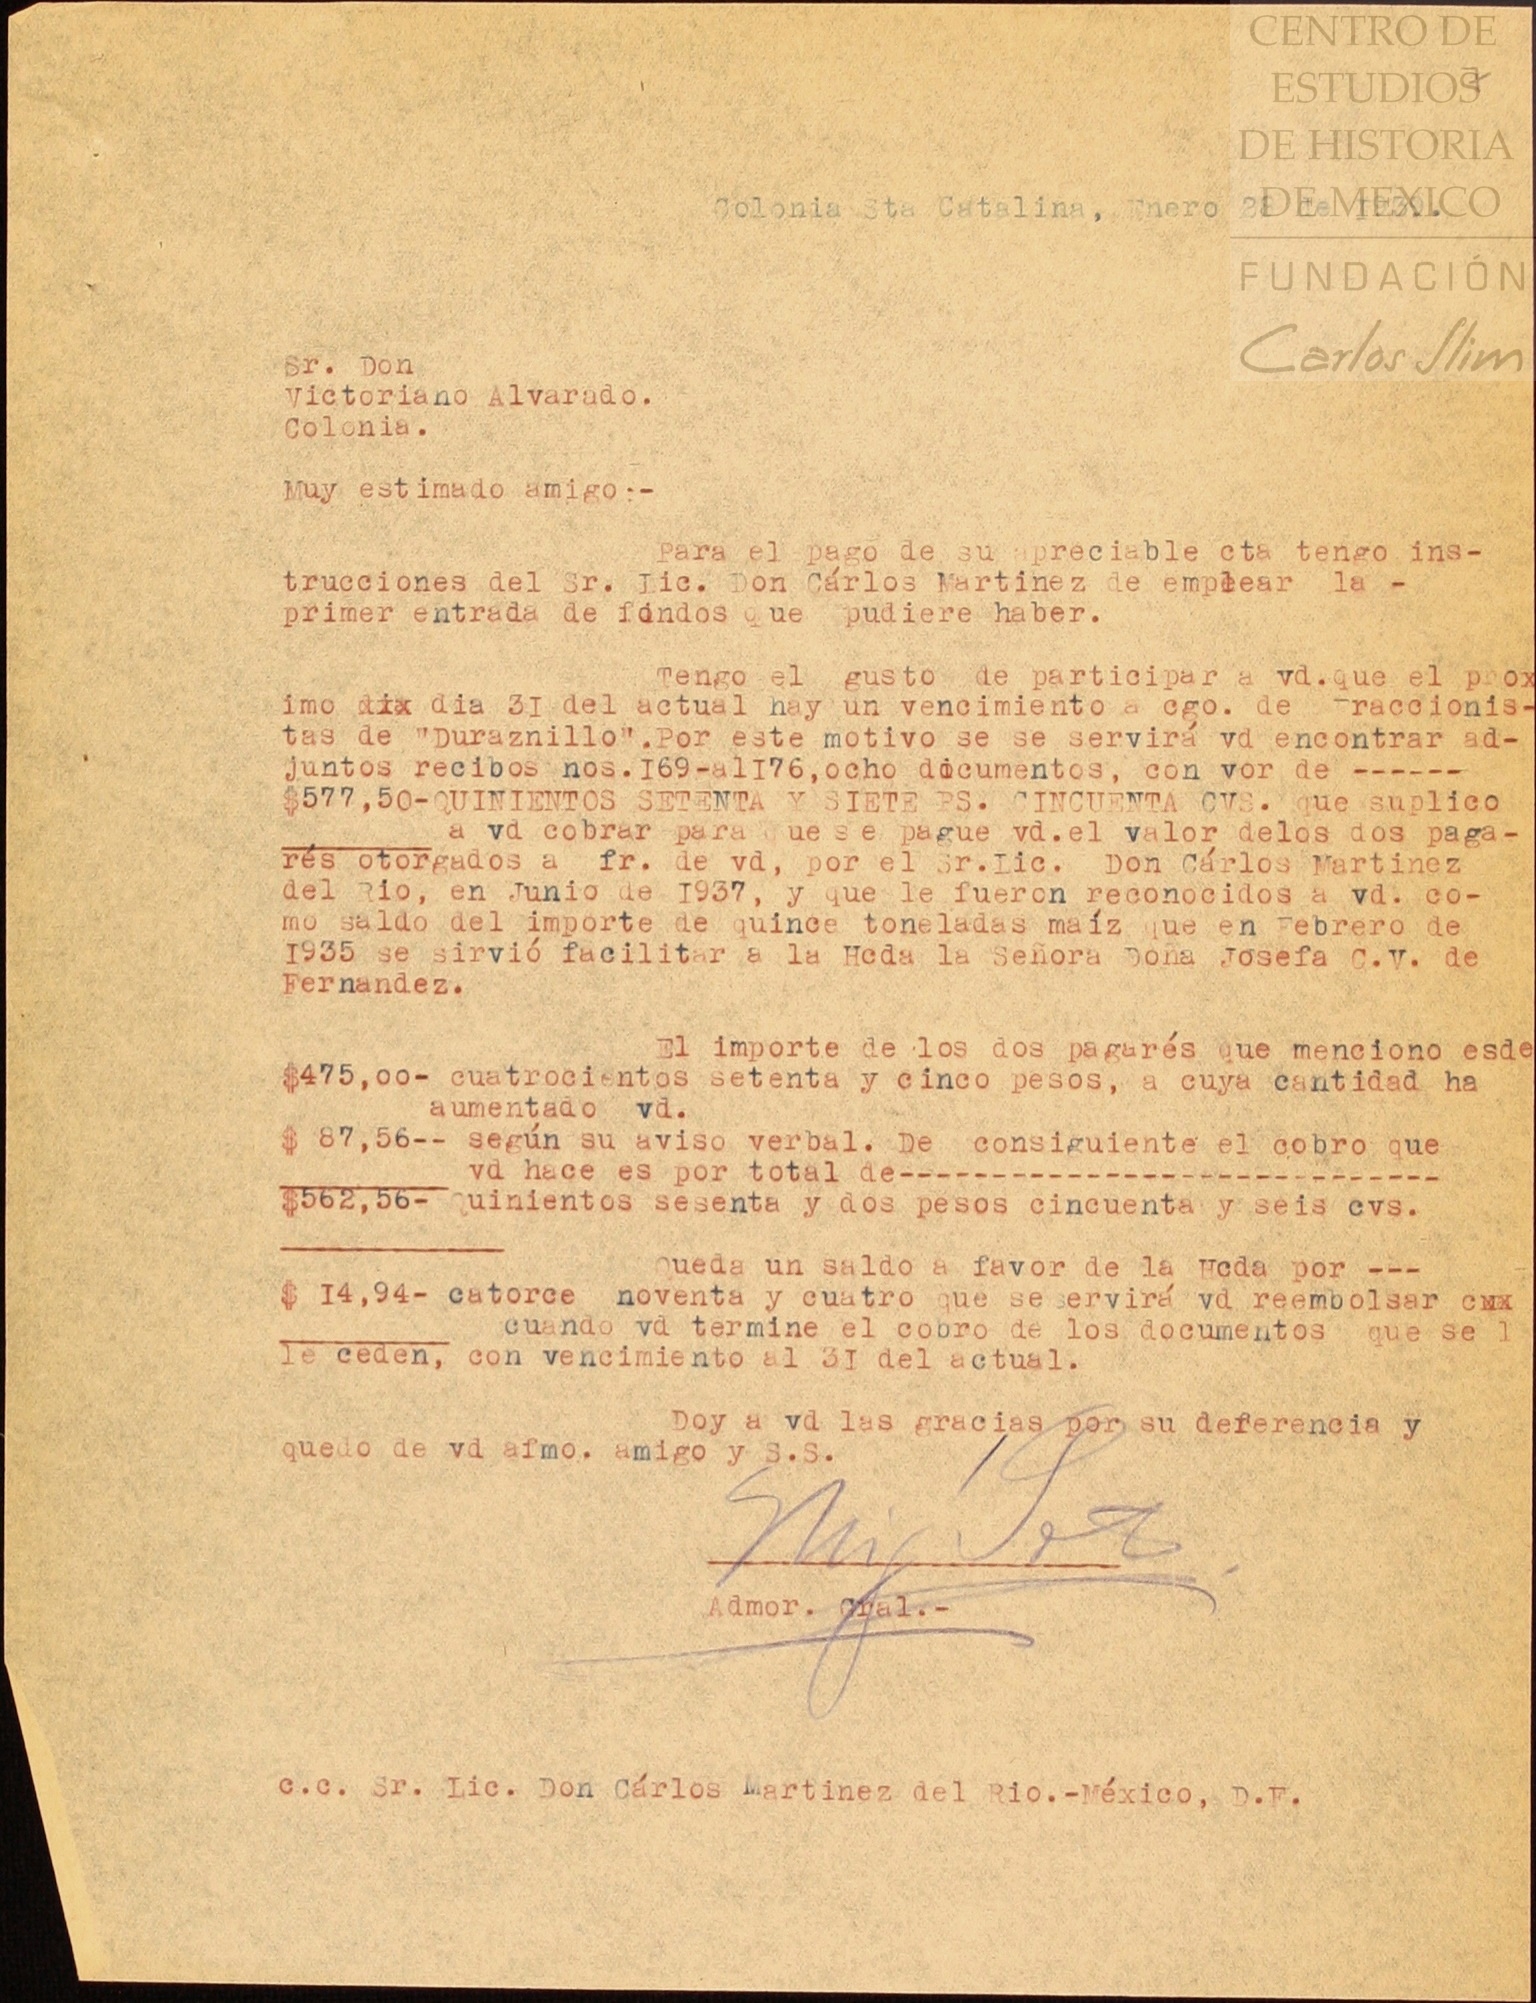 CENTRO DE
ESTUDIOS
DE HISTORIA
DE MEXICO
FUNDACIÓN
Carlos Slim
Colonia Sta Catalina, Enero 28 de
Sr. Don
Victoriano Alvarado.
Colonia.
Muy estimado amigo:-
Para el pago de su apreciable cta tengo ins-
trucciones del Sr. Lic. Don Cárlos Martinez de emplear la -
primer entrada de fondos que pudiere haber.
Tengo el gusto de participar a vd.que el prox
imo dix dia 3I del actual hay un vencimiento a cgo. de Fraccionis-
tas de "Duraznillo".Por este motivo se se servirá vd encontrar ad-
juntos recibos nos.I69-alI76,ocho documentos, con vor de ------
$577,50-QUINIENTOS SETENTA Y SIETE PS. CINCUENTA CVS. que suplico
a vd cobrar para que se pague vd.el valor delos dos paga-
rés otorgados a fr. de vd, por el Sr.Lic. Don Cárlos Martinez
del Rio, en Junio de I937, y que le fueron reconocidos a vd. co-
mo saldo del importe de quince toneladas maíz que en Febrero de
I935 se sirvió facilitar a la Hcda la Señora Doña Josefa C.V. de
Fernandez.
El importe de los dos pagarés que menciono esde
$475,oo- cuatrocientos setenta y cinco pesos, a cuya cantidad ha
aumentado vd.
$ 87,56-- según su aviso verbal. De consiguiente el cobro que
vd hace es por total de-----------------------------
$562,56- Quinientos sesenta y dos pesos cincuenta y seis cvs.
Queda un saldo a favor de la Hcda por ---
$ I4,94- catorce noventa y cuatro que se servirá vd reembolsar cuxx
cuando vd termine el cobro de los documentos que se l
le ceden, con vencimiento al 3I del actual.
Doy a vd las gracias por su deferencia y
quedo de vd afmo. amigo y S.S.
Admor. Gral.-
c.c. Sr. Lic. Don Cárlos Martinez del Rio.-México, D.F.